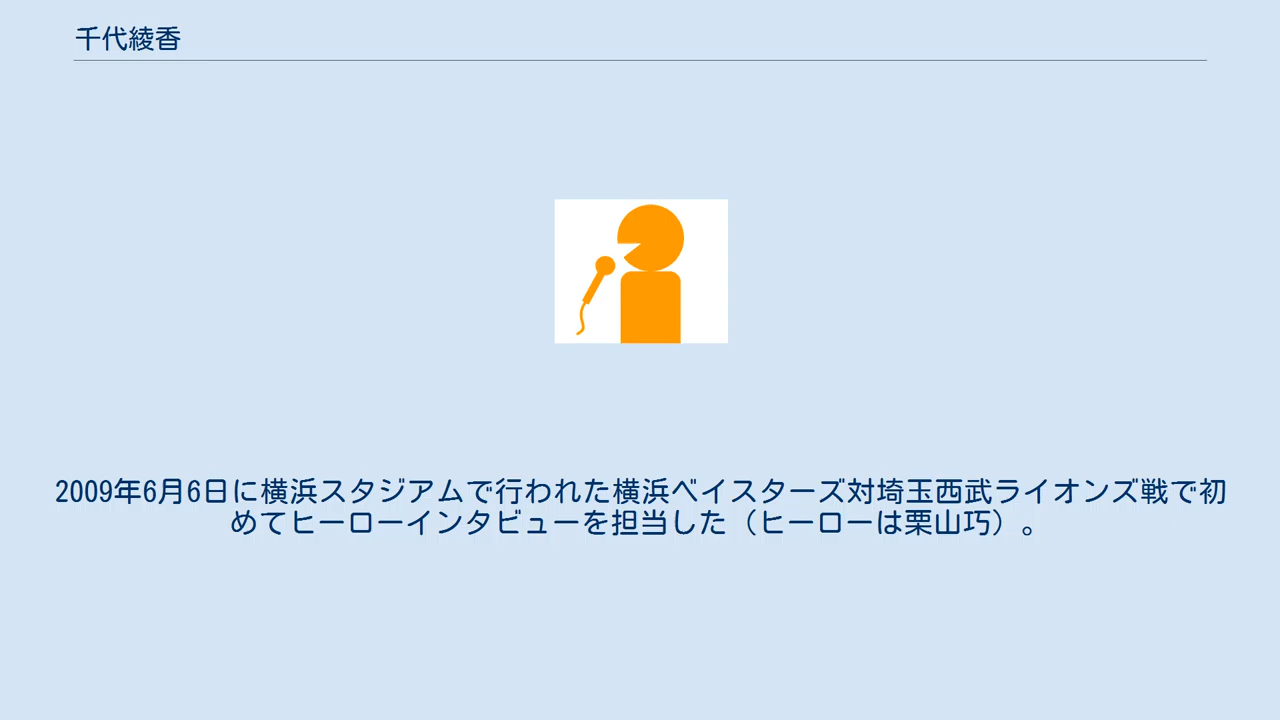 千代綾香
2009年6月6日に横浜スタジアムで行われた横浜ベイスターズ対埼玉西武ライオンズ戦で初
めてヒーローインタビューを担当した（ヒーローは栗山巧）。